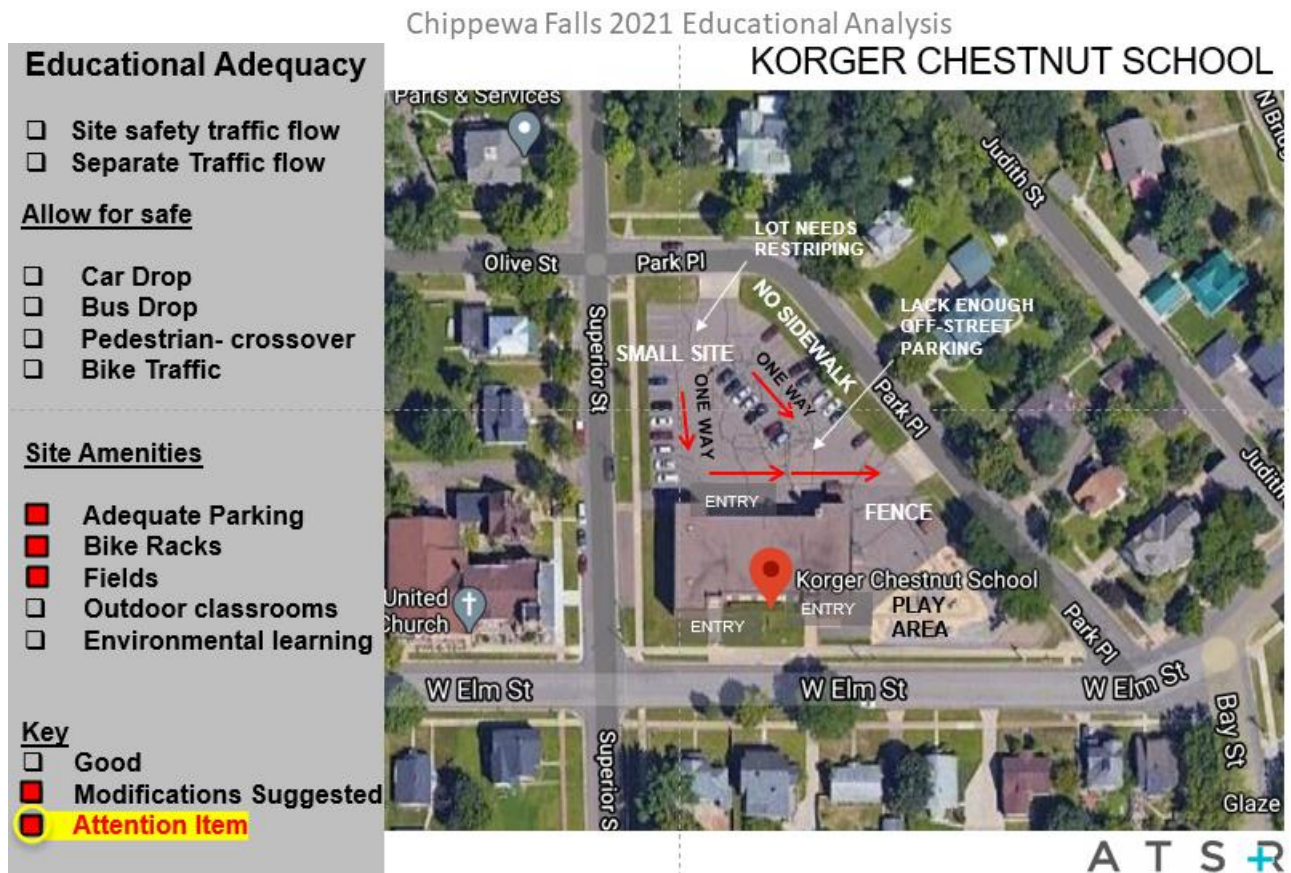 Chippewa Falls 2021 Educational Analysis
Educational Adequacy
KORGER CHESTNUT SCHOOL
❑ Site safety traffic flow
❑ Separate Traffic flow
Allow for safe
❑ Car Drop
❑ Bus Drop
❑ Pedestrian- crossover
❑ Bike Traffic
Site Amenities
Adequate Parking
Bike Racks
Fields
❑ Outdoor classrooms
❑ Environmental learning
Key
❑ Good
Modifications Suggested
Attention Item
Parts & Services
Judith St
LOT NEEDS
RESTRIPING
Olive St
Park Pl
NO SIDEWALK
LACK ENOUGH
OFF-STREET
PARKING
Superior St
SMALL SITE
ONE WAY
ONE WAY
Park Pl
Judith
ENTRY
FENCE
United
Church
Korger Chestnut School
ENTRY
ENTRY
PLAY
AREA
Park Pl
W Elm St
W Elm St
W Elm St
Superior S
Bay St
Glaze
ATSR